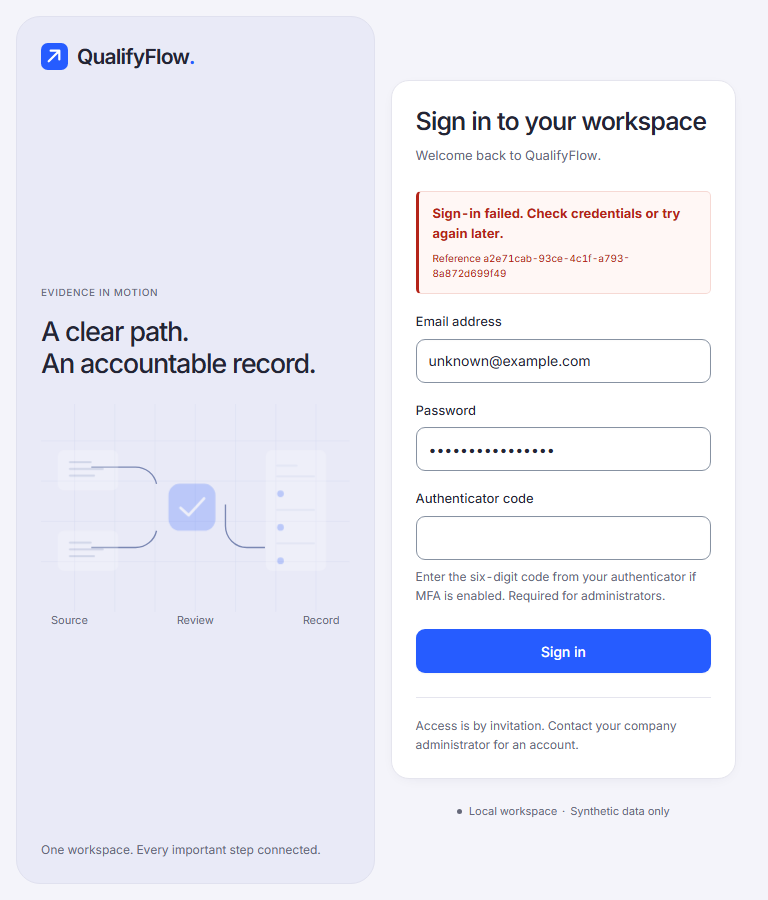 QualifyFlow.
EVIDENCE IN MOTION
A clear path.
An accountable record.
Source
Review
Record
One workspace. Every important step connected.
Sign in to your workspace
Welcome back to QualifyFlow.
Sign-in failed. Check credentials or try
again later.
Reference a2e71cab-93ce-4c1f-a793-
8a872d699f49
Email address
unknown@example.com
Password
••••••••••••••••
Authenticator code
Enter the six-digit code from your authenticator if
MFA is enabled. Required for administrators.
Sign in
Access is by invitation. Contact your company
administrator for an account.
Local workspace · Synthetic data only